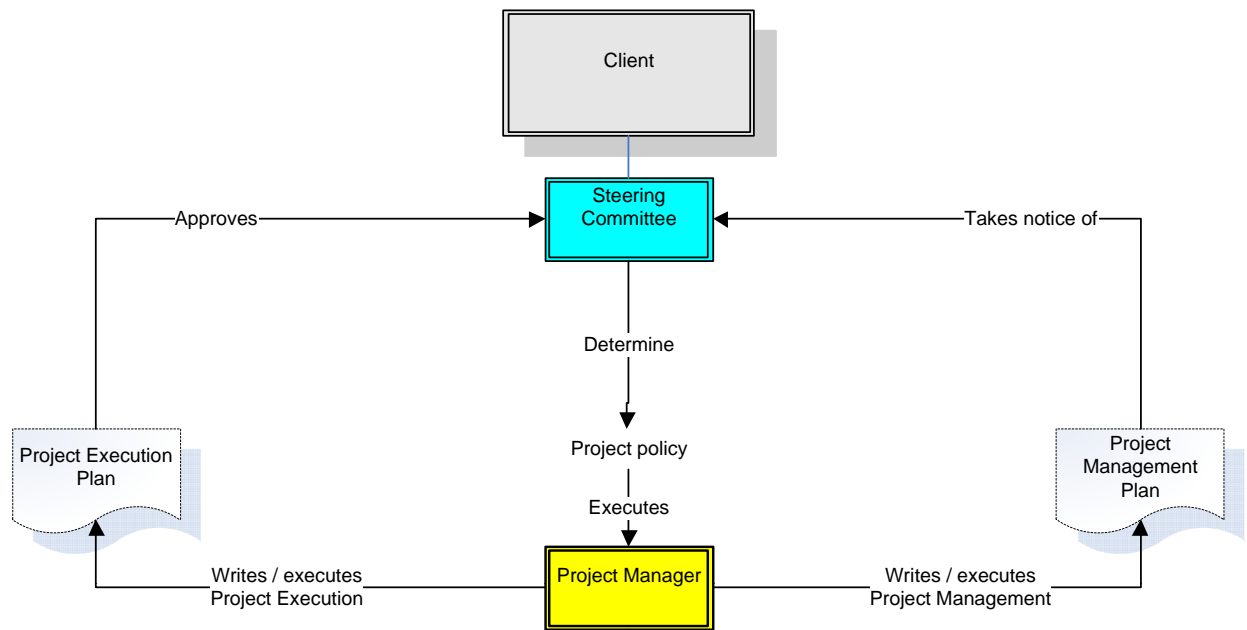 Client
Steering
Committee
Approves
Takes notice of
Determine
Project policy
Executes
Project Execution
Plan
Project
Management
Plan
Project Manager
Writes / executes
Project Execution
Writes / executes
Project Management